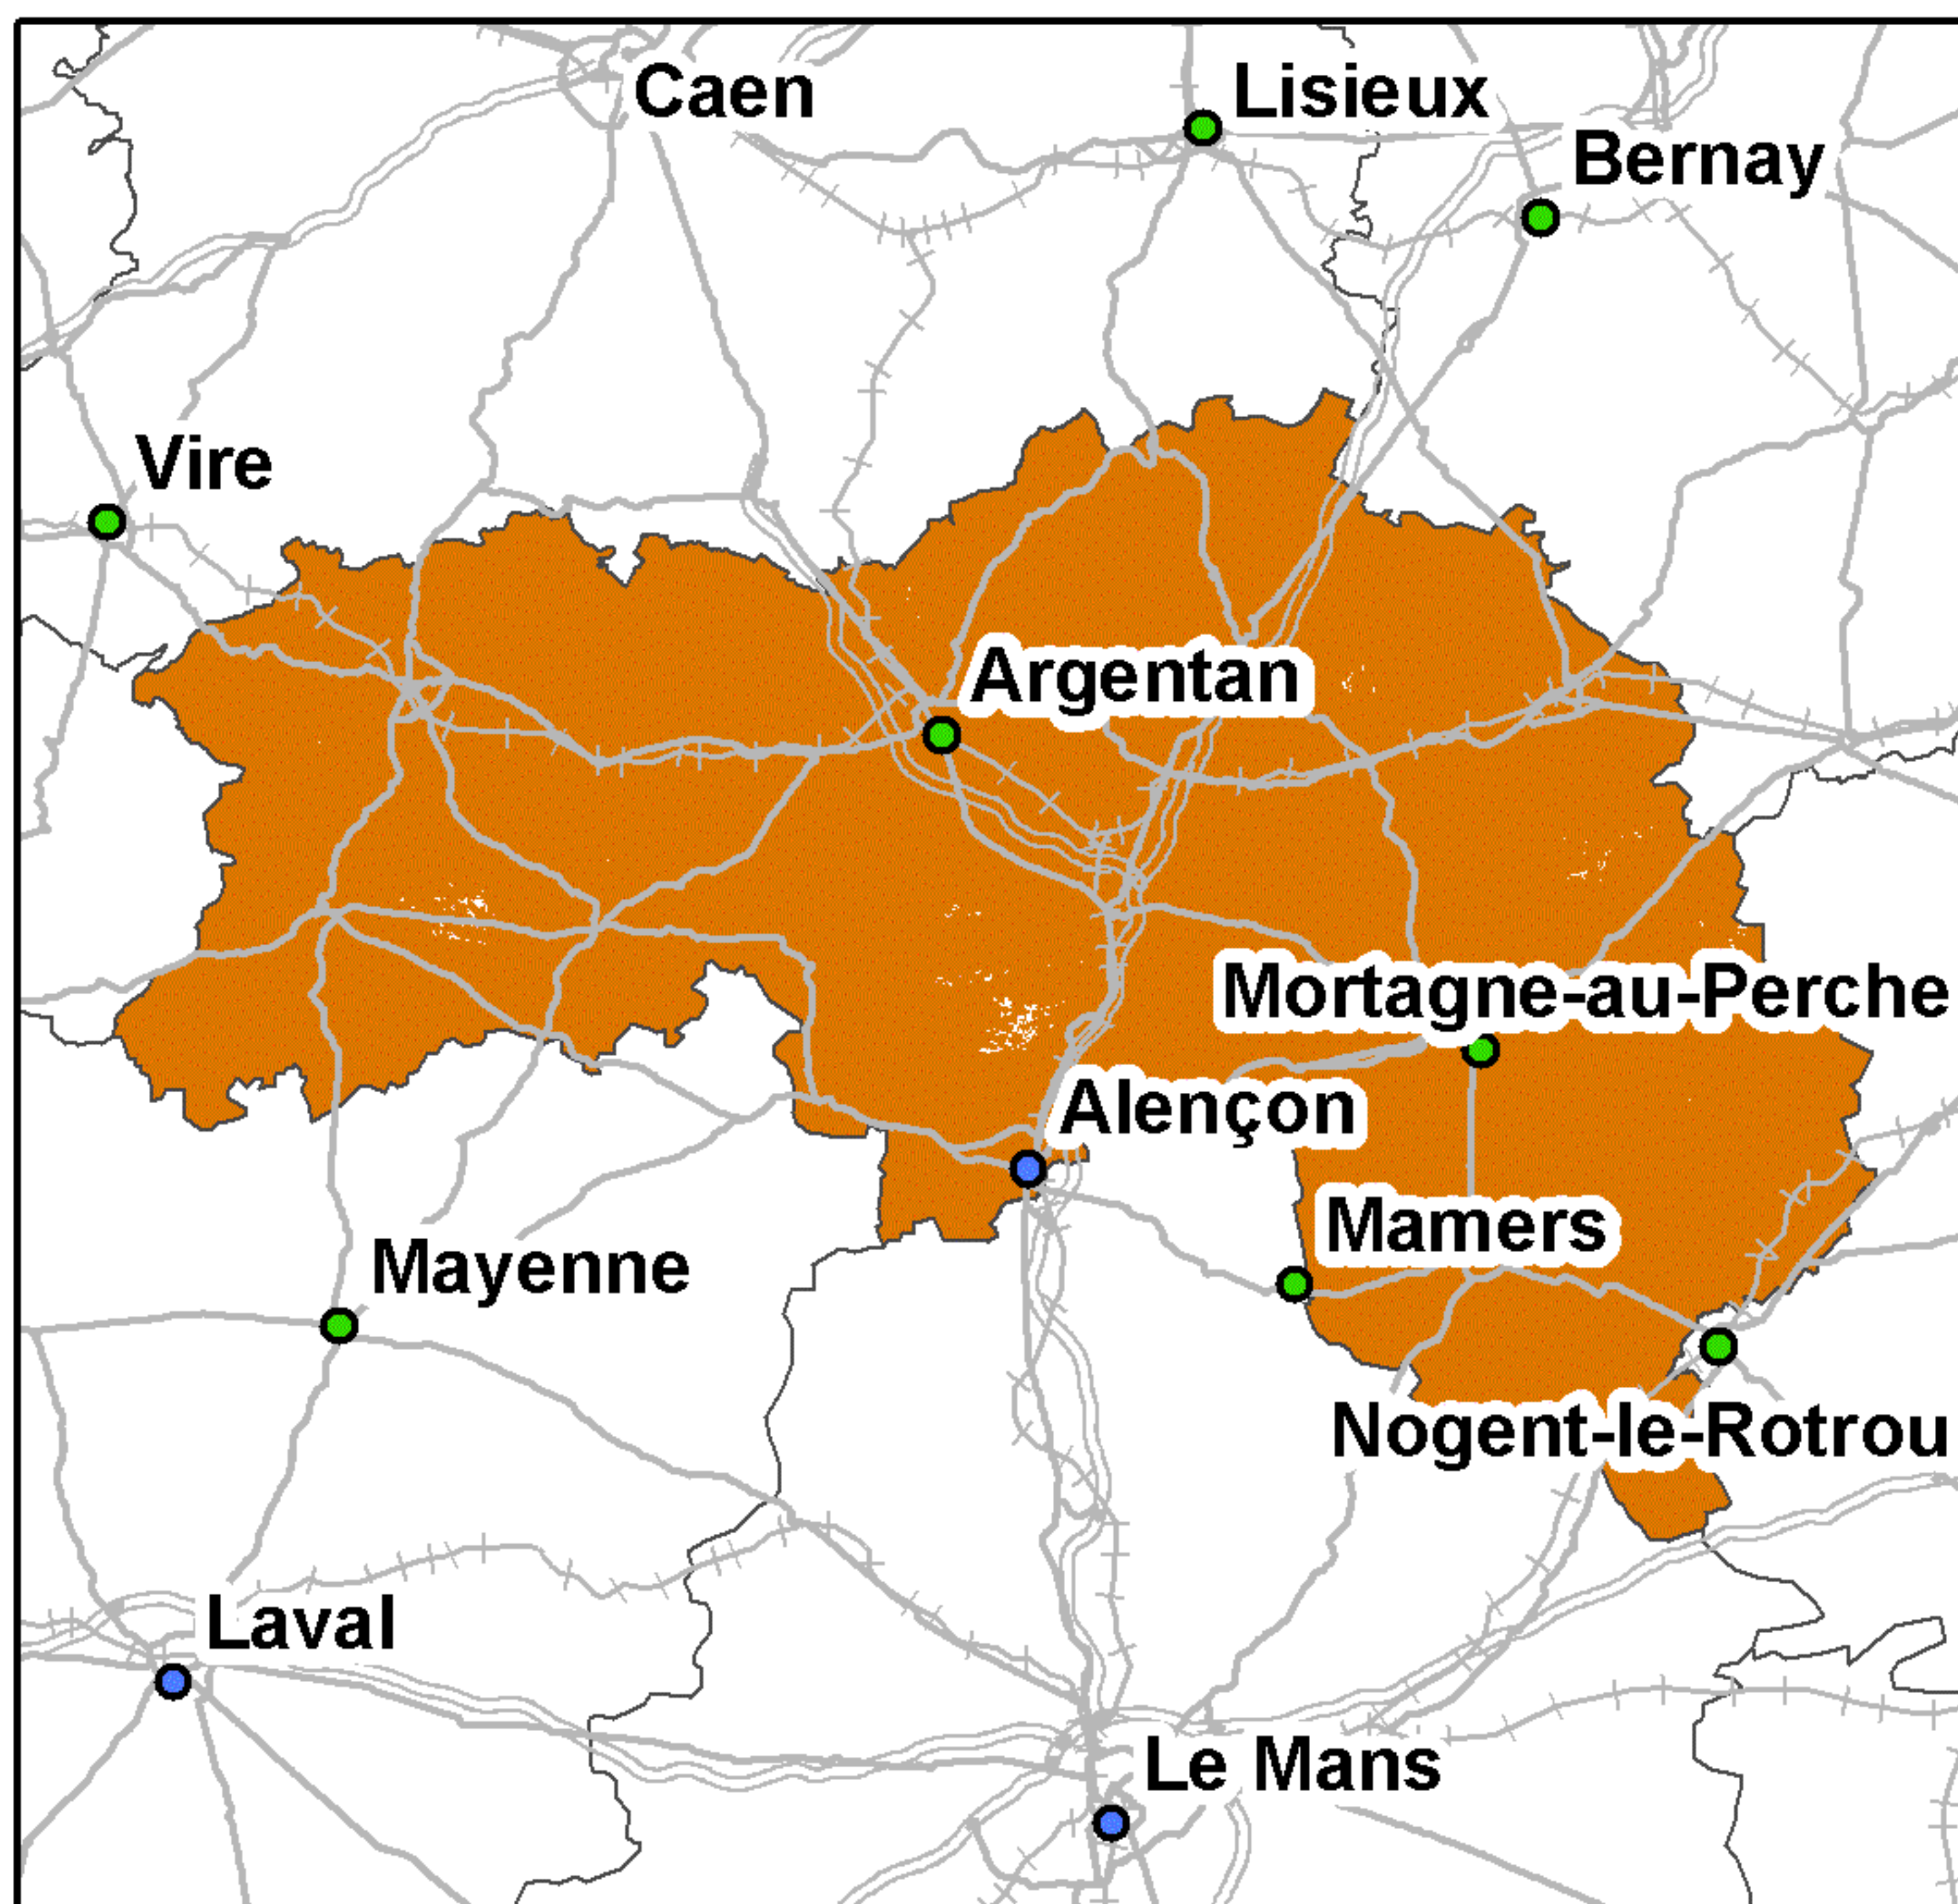 Caen
Lisieux
Bernay
Vire
Argentan
Mortagne-au-Perche
Alençon
Mamers
Mayenne
Nogent-le-Rotrou
Laval
Le Mans